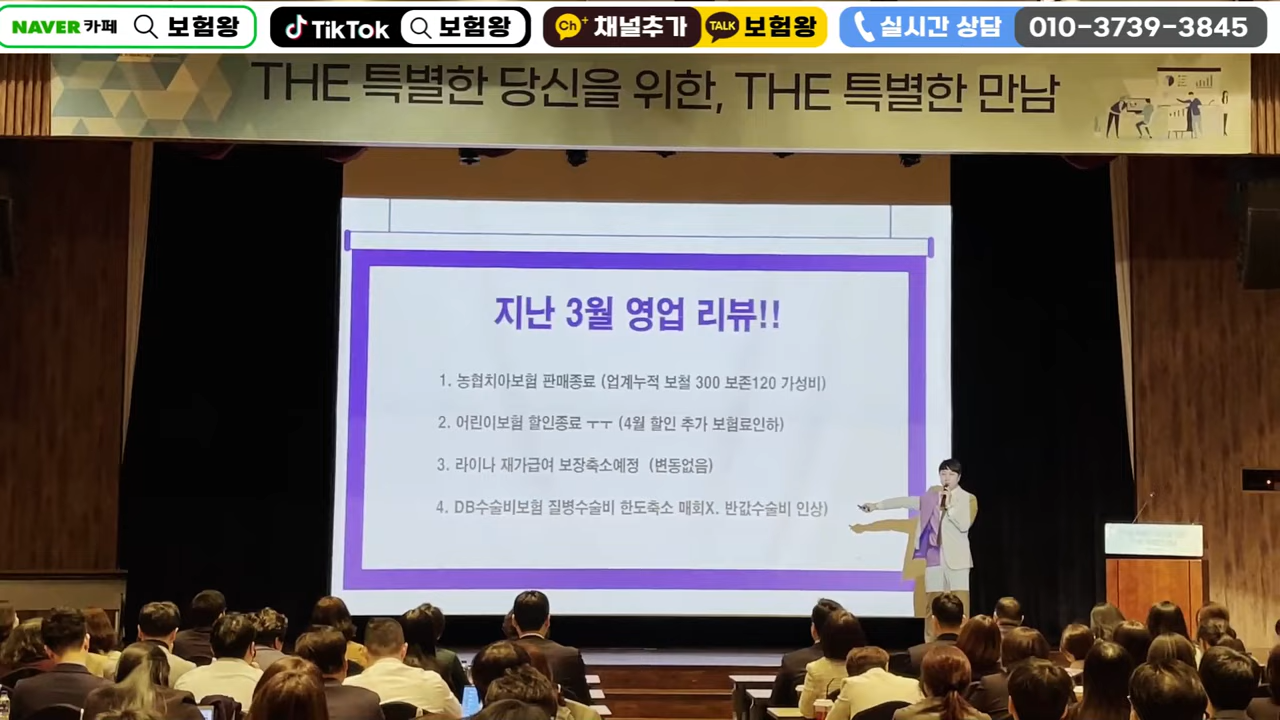 NAVER 카페 보험왕
TikTok 보험왕
Ch+ 채널추가 TALK 보험왕
실시간 상담 010-3739-3845
THE 특별한 당신을 위한, THE 특별한 만남
지난 3월 영업 리뷰!!
1. 농협치아보험 판매종료 (업계누적 보철 300 보존120 가성비)
2. 어린이보험 할인종료 ㅜㅜ (4월 할인 추가 보험료인하)
3. 라이나 재가급여 보장축소예정 (변동없음)
4. DB수술비보험 질병수술비 한도축소 매회X. 반값수술비 인상)